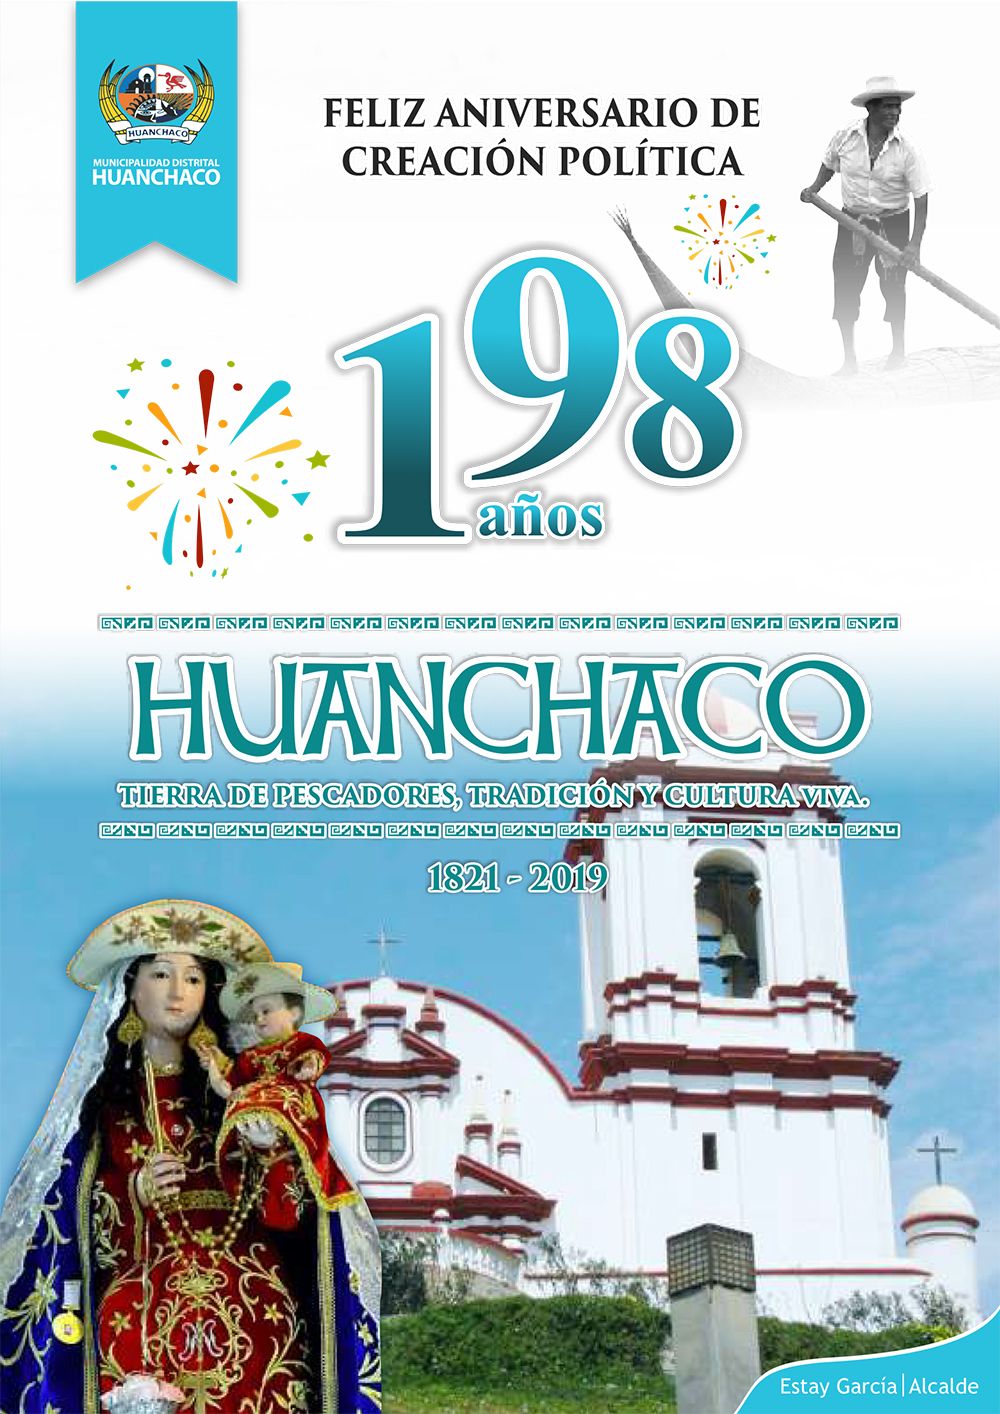 HUANCHACO
MUNICIPALIDAD DISTRITAL
HUANCHACO
FELIZ ANIVERSARIO DE
CREACIÓN POLÍTICA
198
años
HUANCHACO
TIERRA DE PESCADORES, TRADICIÓN Y CULTURA VIVA.
1821 - 2019
Estay García|Alcalde